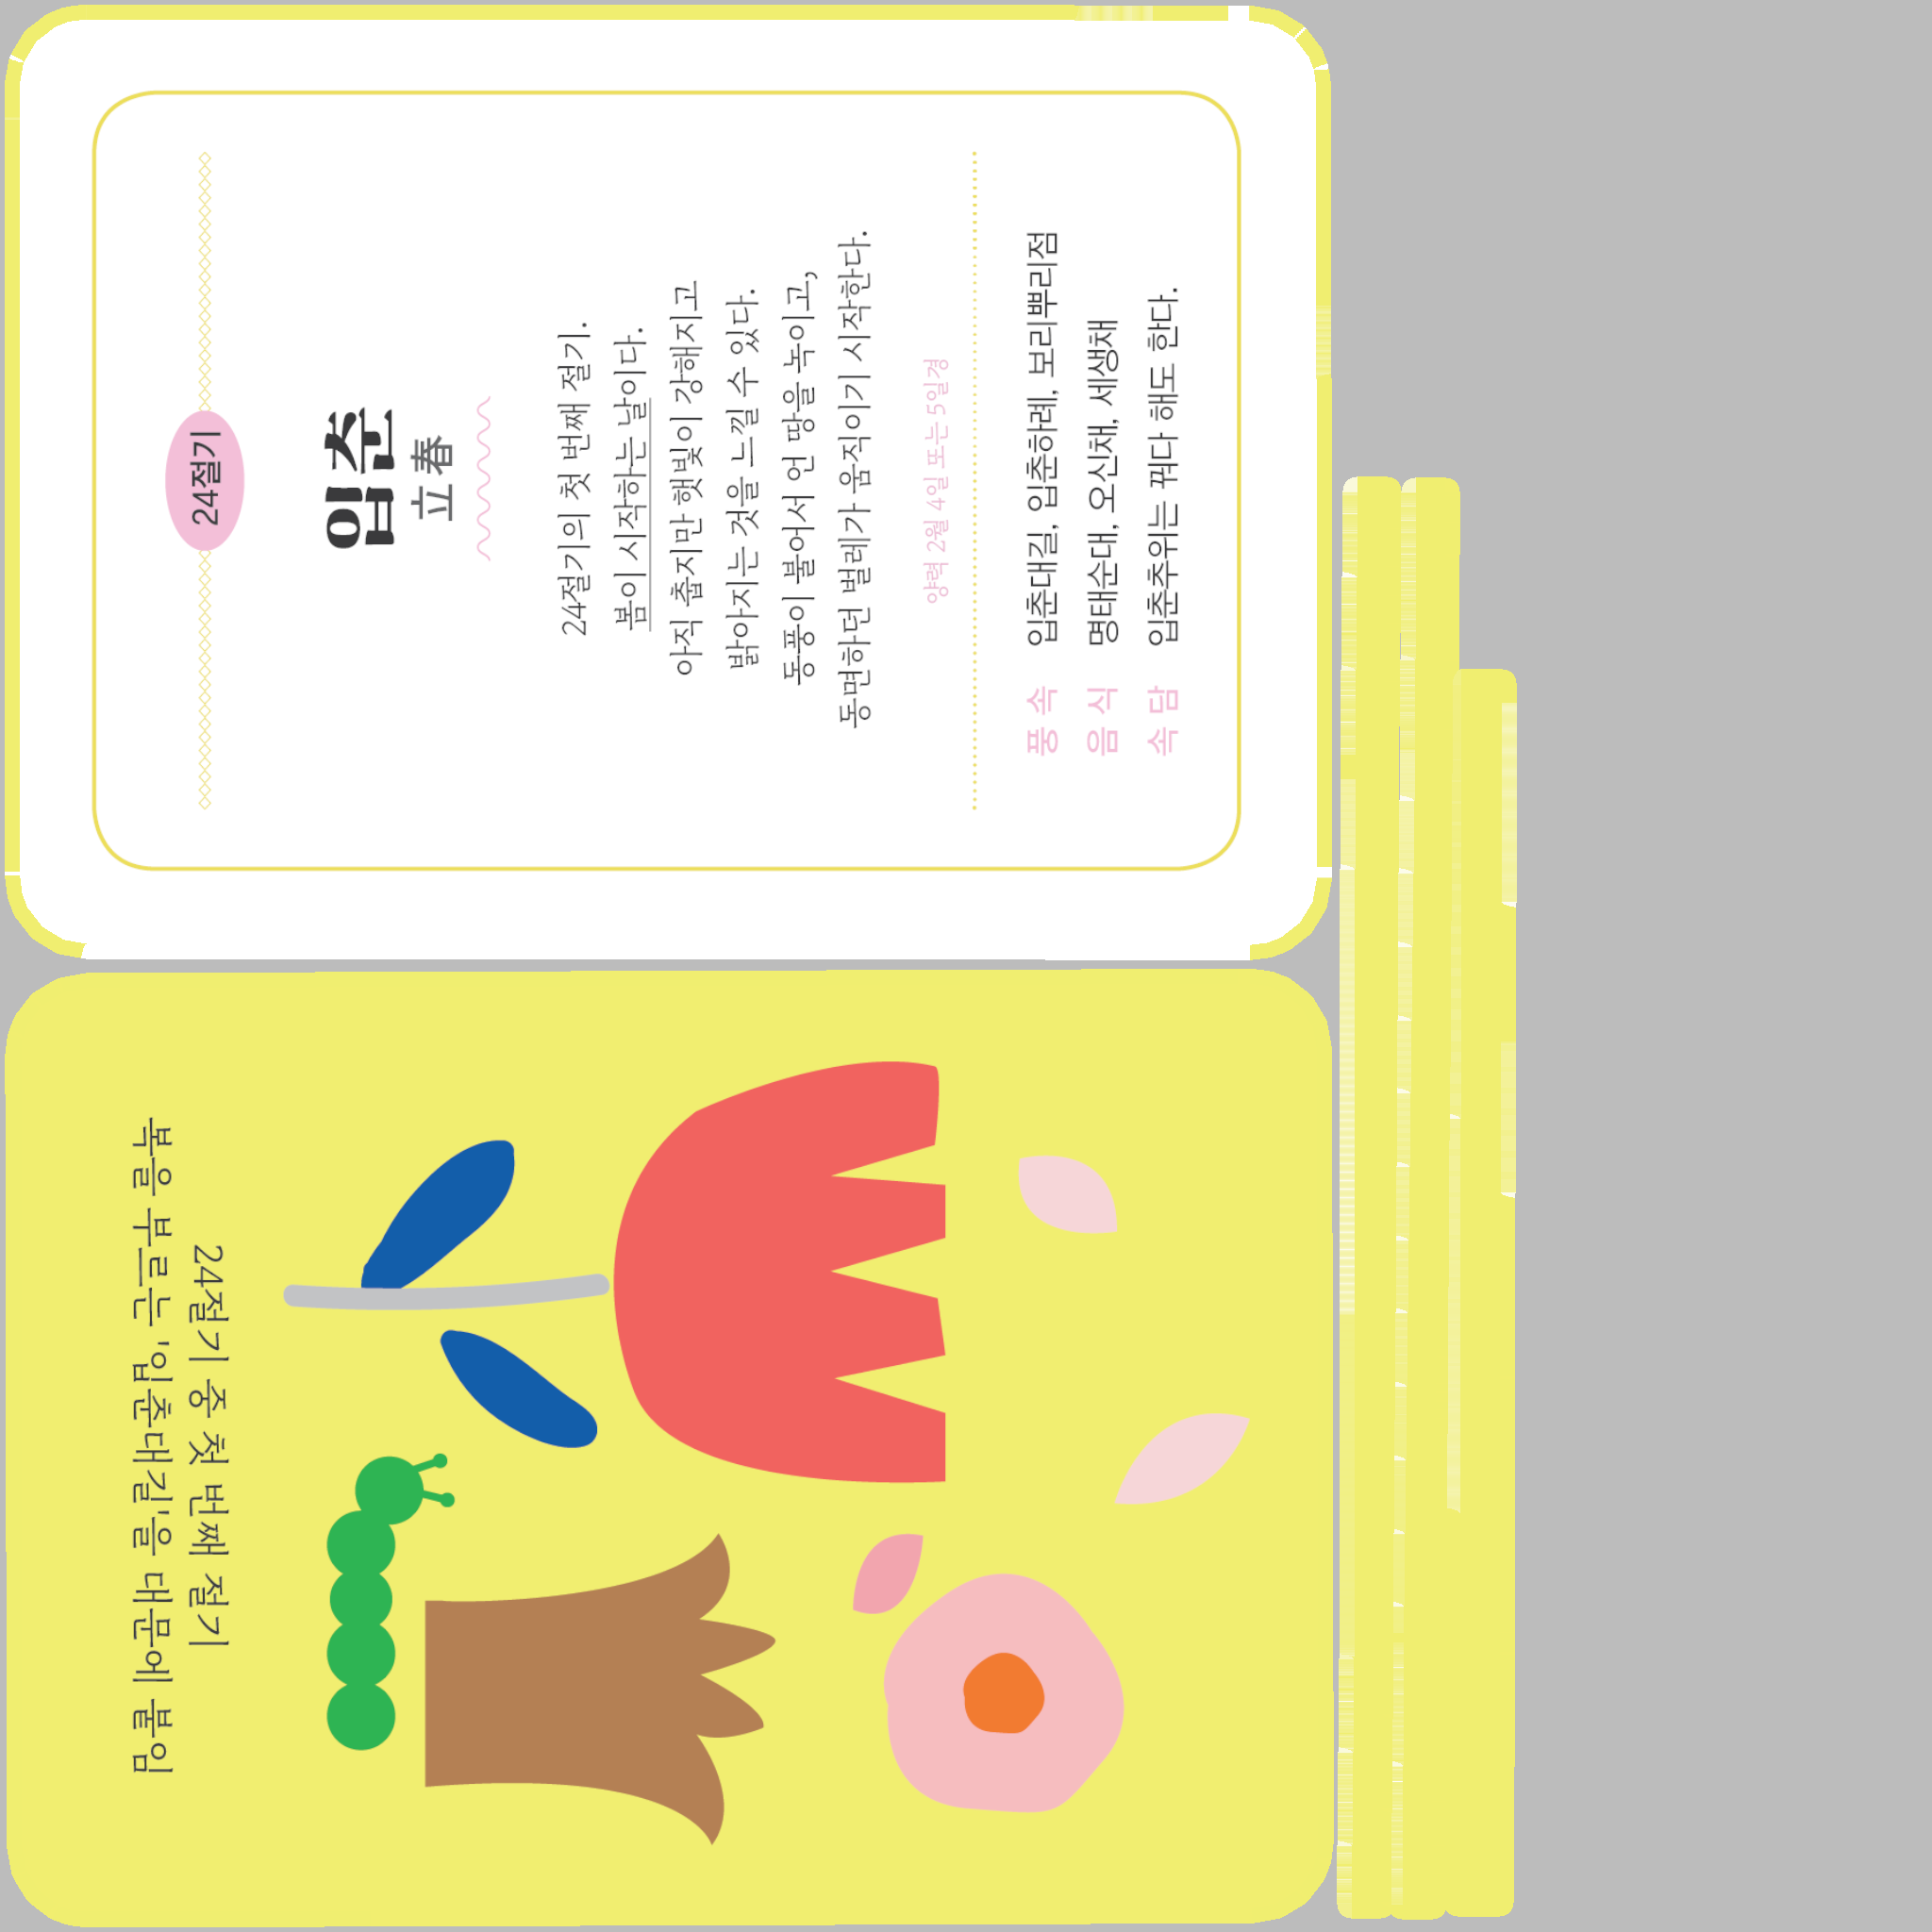 24절기
입춘
立春
24절기의 첫 번째 절기.
봄이 시작하는 날이다.
아직 춥지만 햇빛이 강해지고
밝아지는 것을 느낄 수 있다.
동풍이 불어서 언 땅을 녹이고,
동면하던 벌레가 움직이기 시작한다.
양력 2월 4일 또는 5일경
풍속 입춘대길, 입춘하례, 보리뿌리점
음식 명태순대, 오신채, 세생채
속담 입춘추위는 꿔다 해도 한다.
24절기 중 첫 번째 절기
복을 부르는 '입춘대길'을 대문에 붙임